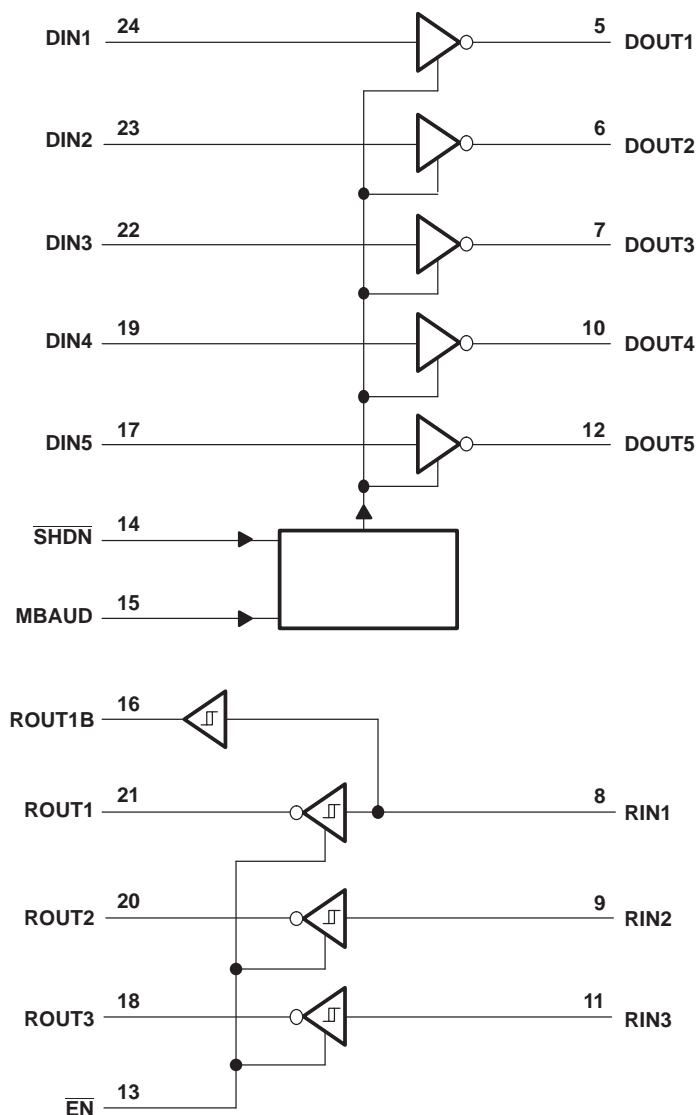 DIN1 24 5 DOUT1
DIN2 23 6 DOUT2
DIN3 22 7 DOUT3
DIN4 19 10 DOUT4
DIN5 17 12 DOUT5
S̅H̅D̅N̅ 14
MBAUD 15
ROUT1B 16
ROUT1 21 8 RIN1
ROUT2 20 9 RIN2
ROUT3 18 11 RIN3
E̅N̅ 13